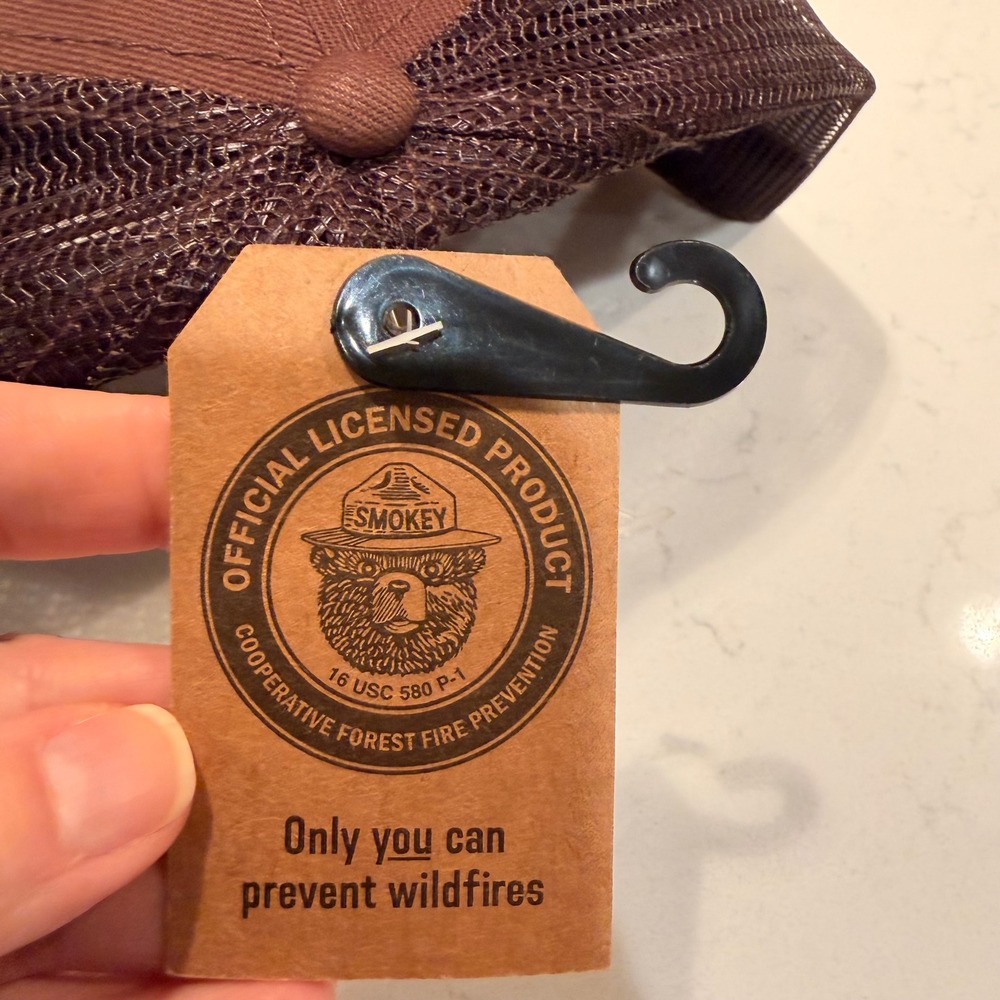 OFFICIAL LICENSED PRODUCT
SMOKEY
16 USC 580 P-1
COOPERATIVE FOREST FIRE PREVENTION
Only you can
prevent wildfires